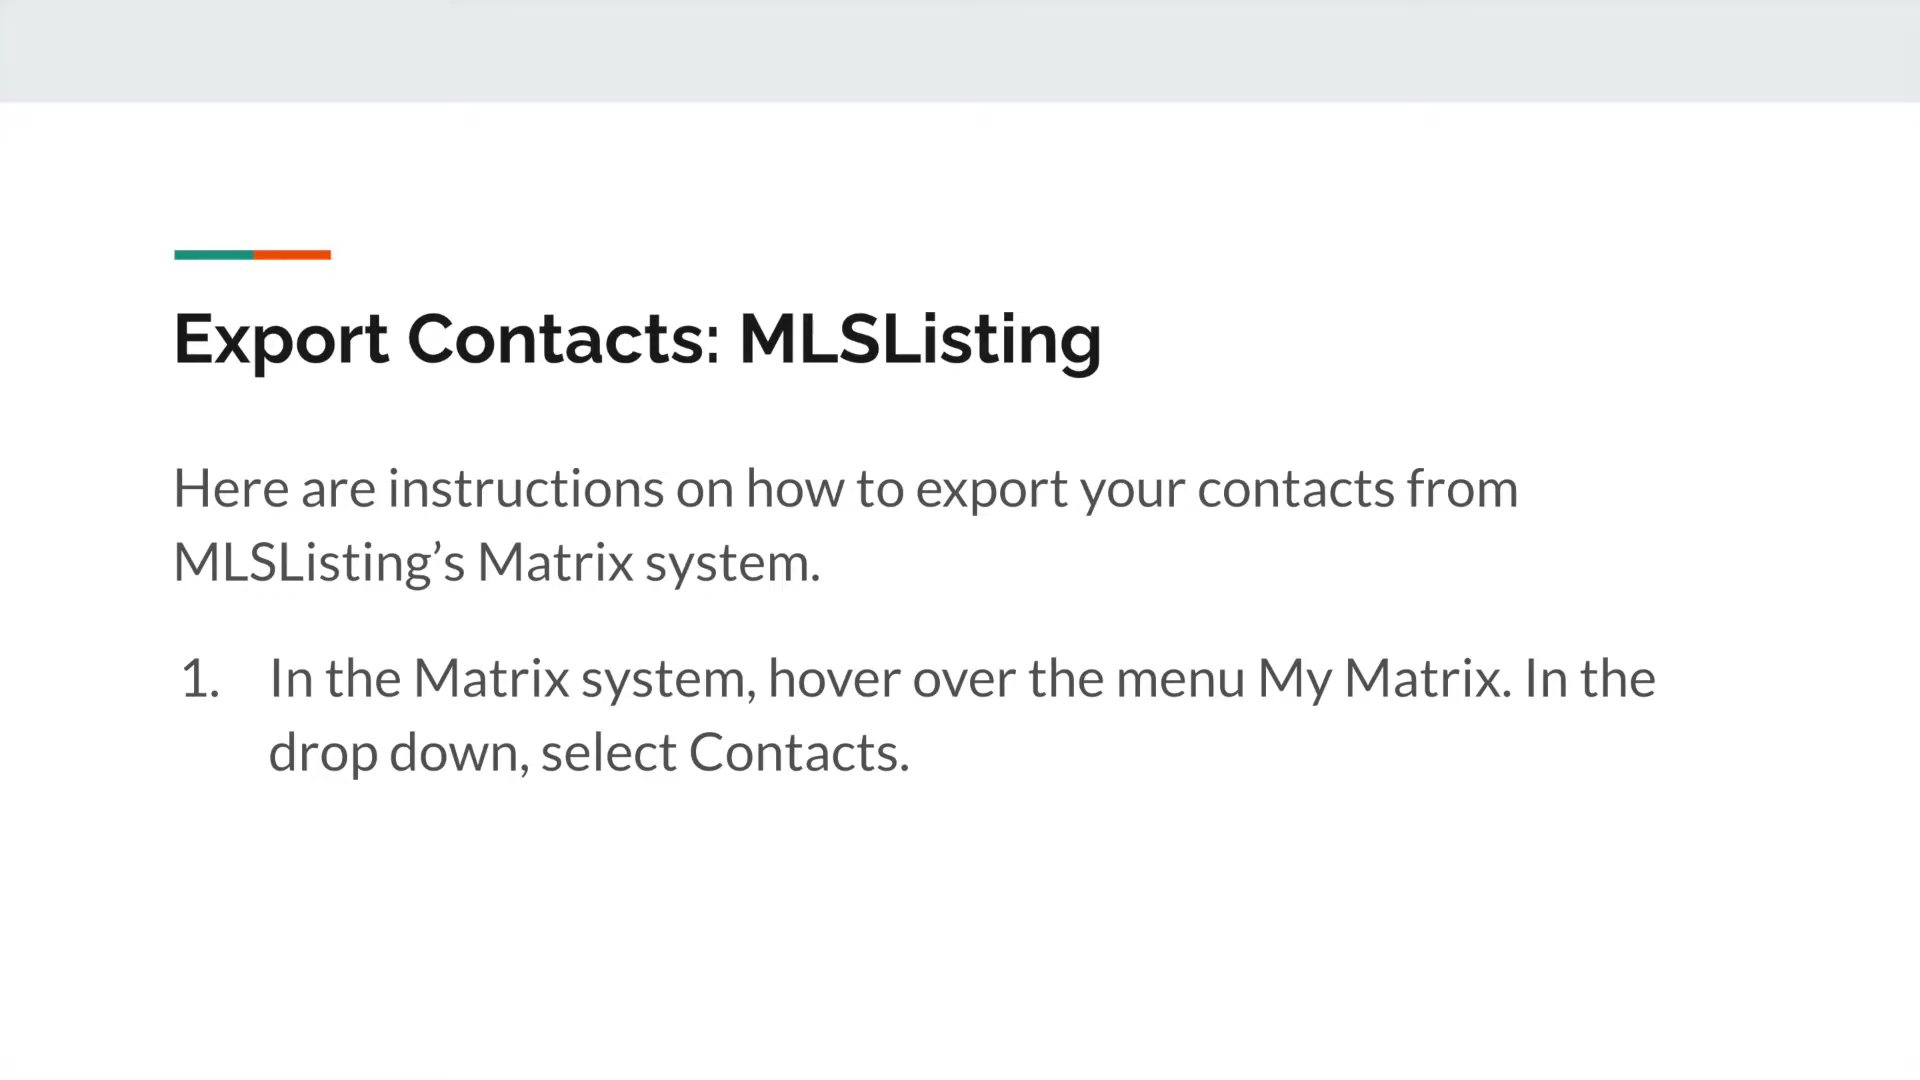 Export Contacts: MLSListing
Here are instructions on how to export your contacts from
MLSListing’s Matrix system.
1. In the Matrix system, hover over the menu My Matrix. In the
drop down, select Contacts.